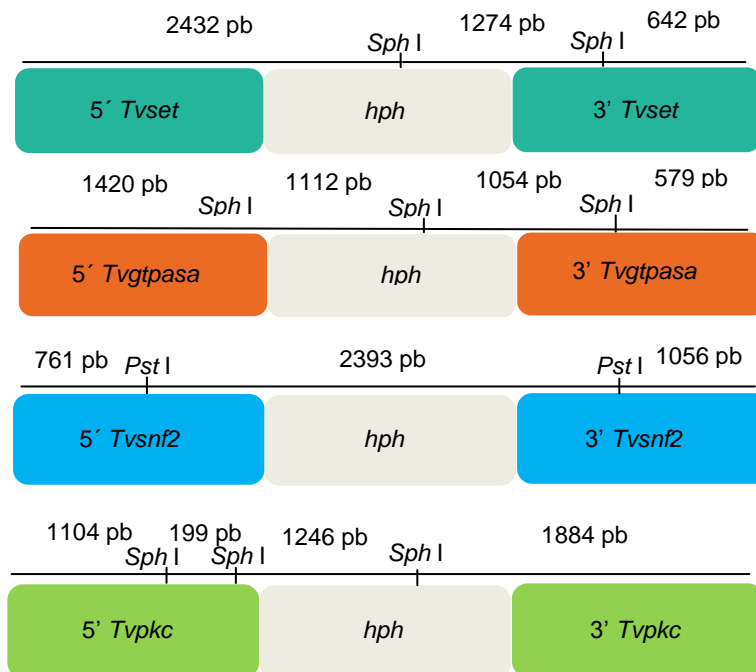 2432 pb 1274 pb 642 pb
Sph I Sph I
5´ Tvset hph 3’ Tvset
1420 pb 1112 pb 1054 pb 579 pb
Sph I Sph I Sph I
5´ Tvgtpasa hph 3’ Tvgtpasa
761 pb Pst I 2393 pb Pst I 1056 pb
5´ Tvsnf2 hph 3’ Tvsnf2
1104 pb 199 pb 1246 pb 1884 pb
Sph I Sph I Sph I
5’ Tvpkc hph 3’ Tvpkc